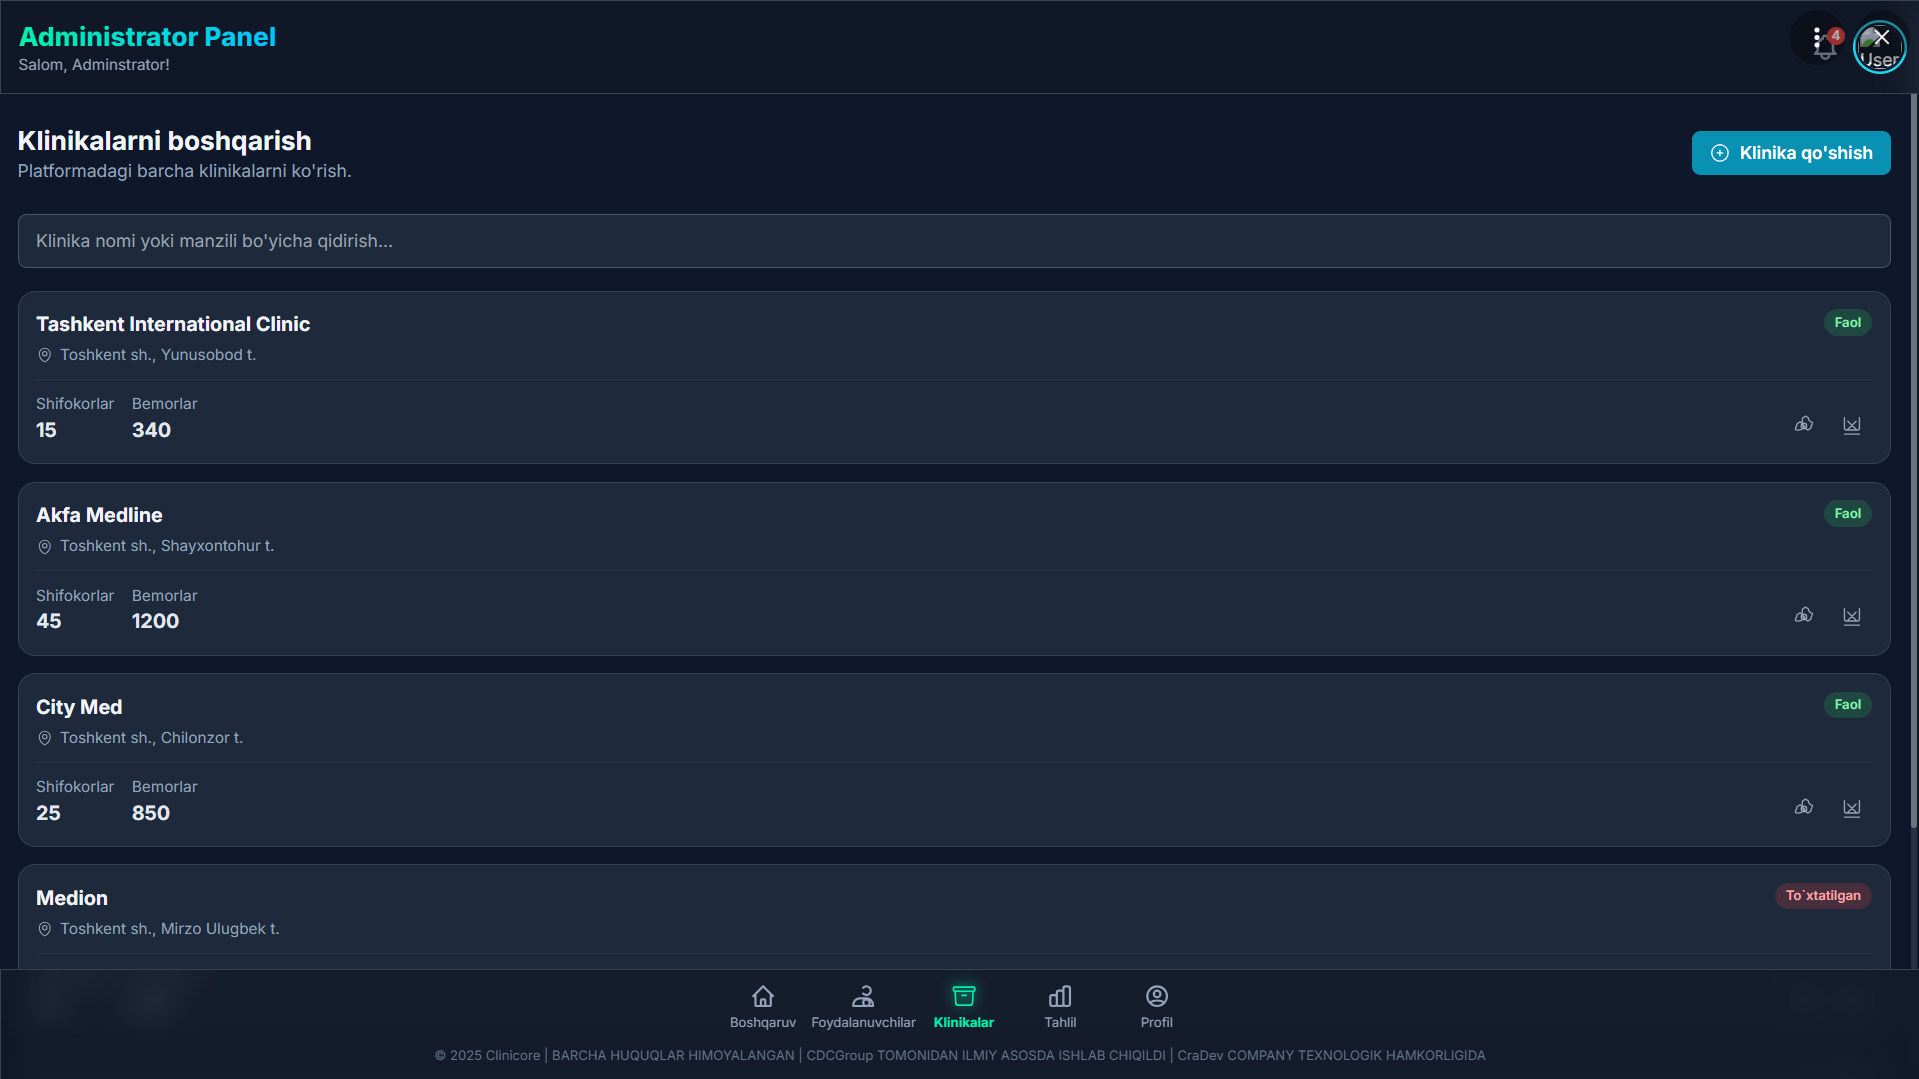 Administrator Panel
Salom, Adminstrator!
4
User
Klinikalarni boshqarish
Platformadagi barcha klinikalarni ko'rish.
Klinika qo'shish
Klinika nomi yoki manzili bo'yicha qidirish...
Tashkent International Clinic
Faol
Toshkent sh., Yunusobod t.
Shifokorlar Bemorlar
15 340
Akfa Medline
Faol
Toshkent sh., Shayxontohur t.
Shifokorlar Bemorlar
45 1200
City Med
Faol
Toshkent sh., Chilonzor t.
Shifokorlar Bemorlar
25 850
Medion
To`xtatilgan
Toshkent sh., Mirzo Ulugbek t.
Boshqaruv Foydalanuvchilar Klinikalar Tahlil Profil
© 2025 Clinicore | BARCHA HUQUQLAR HIMOYALANGAN | CDCGroup TOMONIDAN ILMIY ASOSDA ISHLAB CHIQILDI | CraDev COMPANY TEXNOLOGIK HAMKORLIGIDA